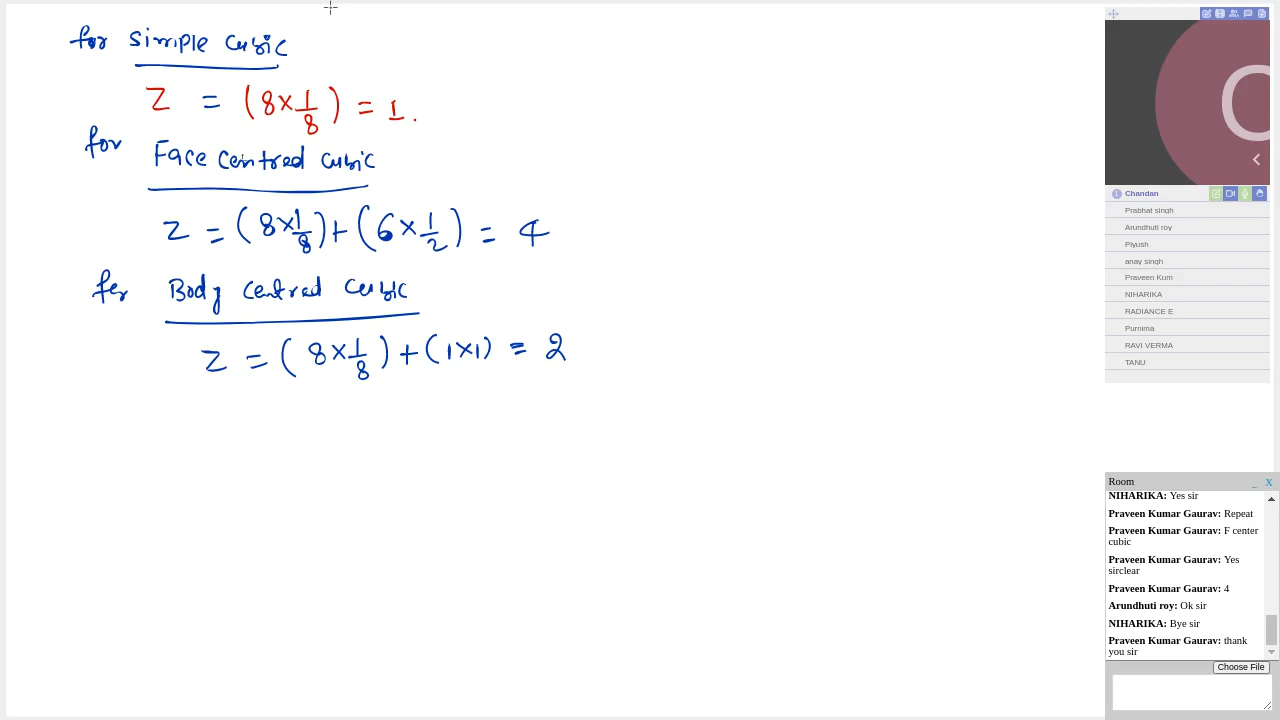 for simple cubic
Z = (8×1/8) = 1.
for Face centred cubic
Z = (8×1/8)+(6×1/2) = 4
for Body centred cubic
Z = (8×1/8)+(1×1) = 2
C
Chandan
Prabhat singh
Arundhuti roy
Piyush
anay singh
Praveen Kum
NIHARIKA
RADIANCE E
Purnima
RAVI VERMA
TANU
Room _ X
NIHARIKA: Yes sir
Praveen Kumar Gaurav: Repeat
Praveen Kumar Gaurav: F center
cubic
Praveen Kumar Gaurav: Yes
sirclear
Praveen Kumar Gaurav: 4
Arundhuti roy: Ok sir
NIHARIKA: Bye sir
Praveen Kumar Gaurav: thank
you sir
Choose File